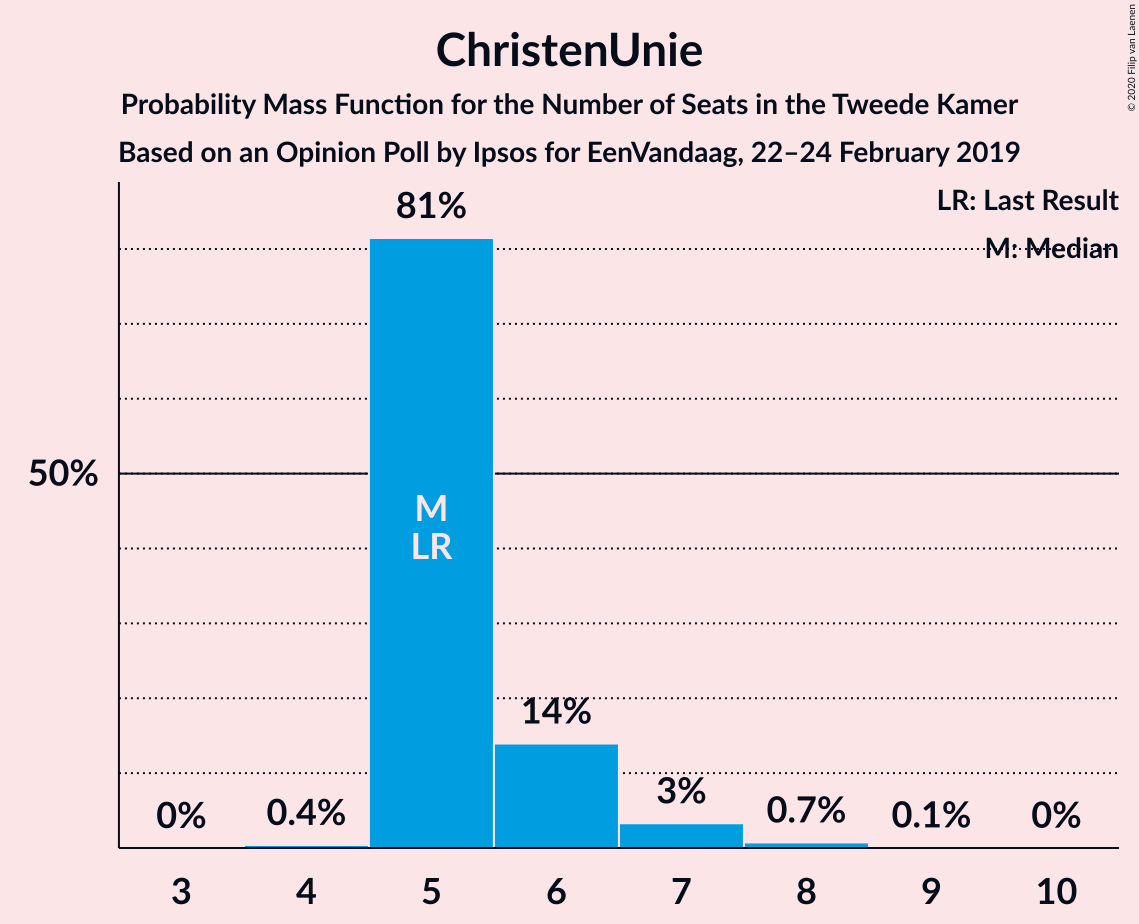 ChristenUnie
Probability Mass Function for the Number of Seats in the Tweede Kamer
Based on an Opinion Poll by Ipsos for EenVandaag, 22–24 February 2019
© 2020 Filip van Laenen
LR: Last Result
M: Median
81%
50%
M
LR
14%
0%
0.4%
3%
0.7%
0.1%
0%
3 4 5 6 7 8 9 10